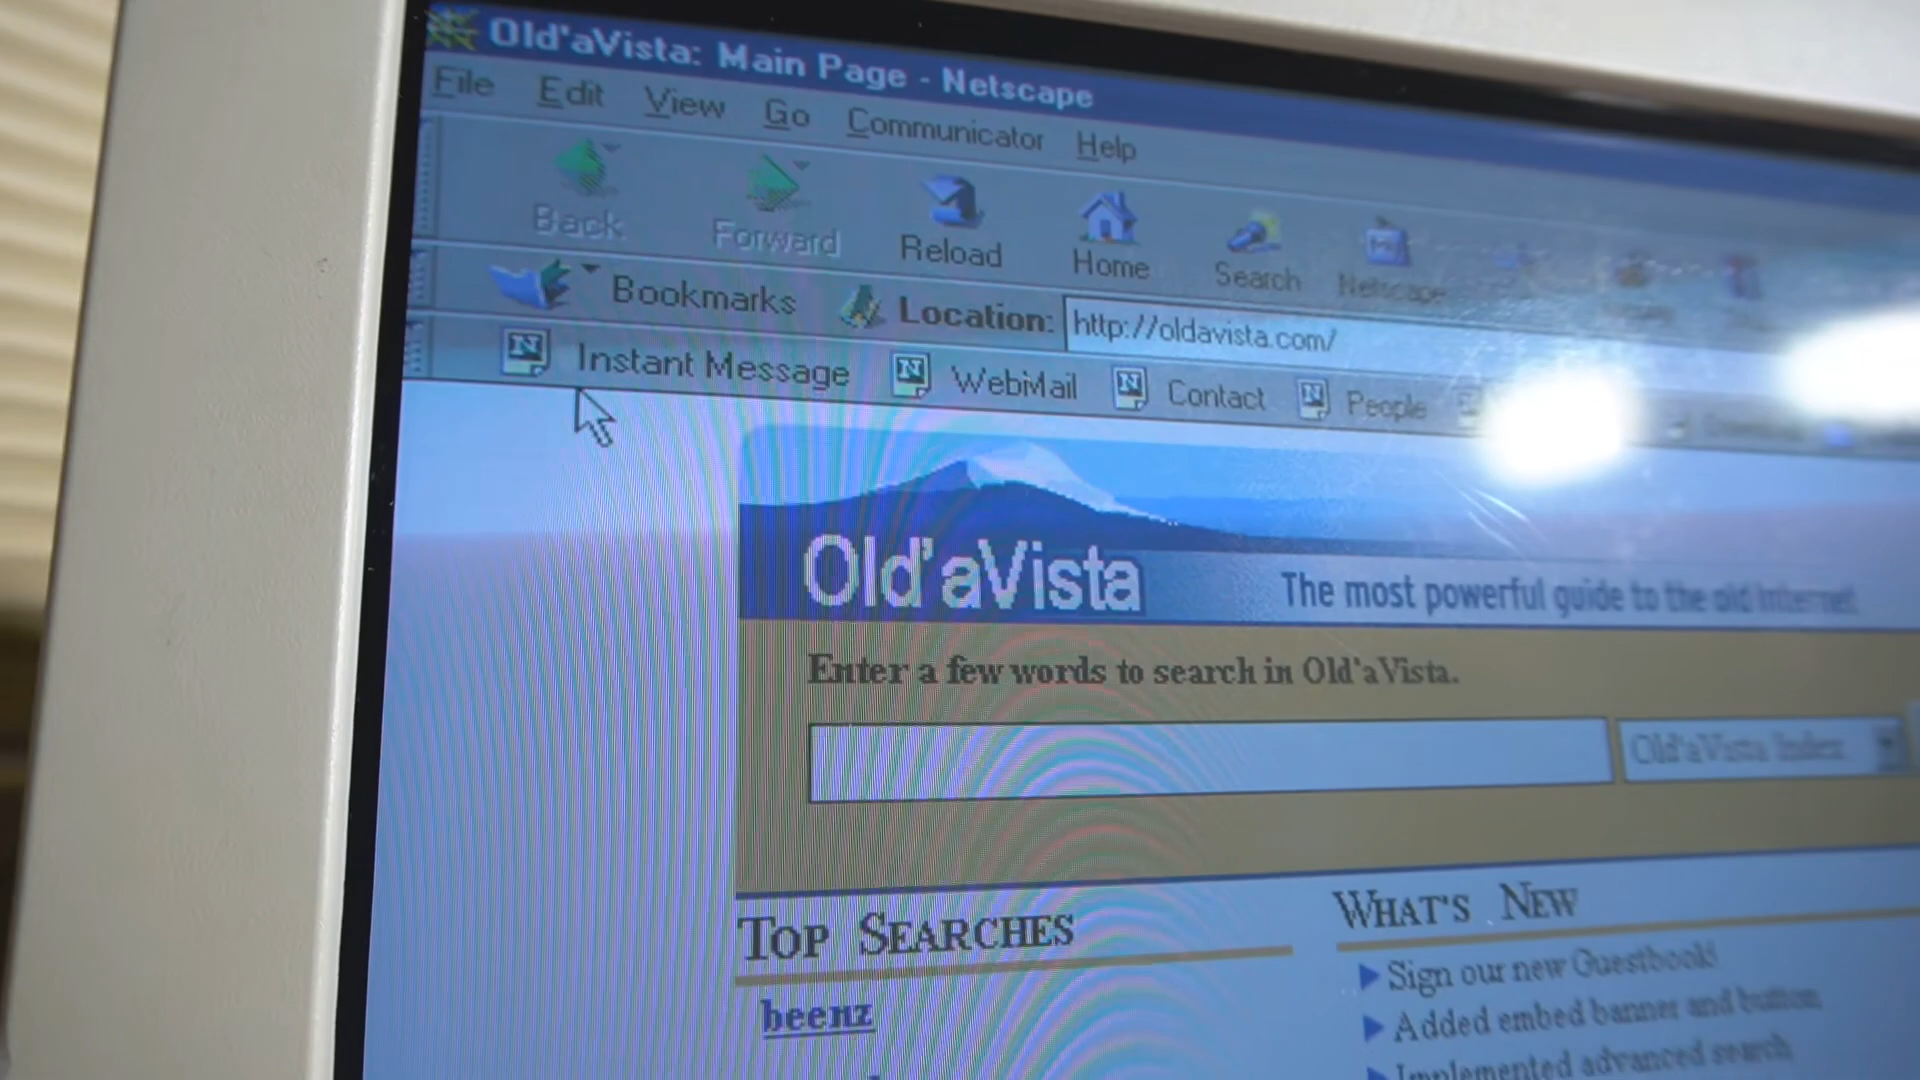 Old'aVista: Main Page - Netscape
File Edit View Go Communicator Help
Back Forward Reload Home Search Netscape
Bookmarks Location: http://oldavista.com/
Instant Message WebMail Contact People
Old'aVista
The most powerful guide to the old Internet
Enter a few words to search in Old'aVista.
Old'aVista Index
Top Searches
beenz
What's New
Sign our new Guestbook!
Added embed banner and button
Implemented advanced search